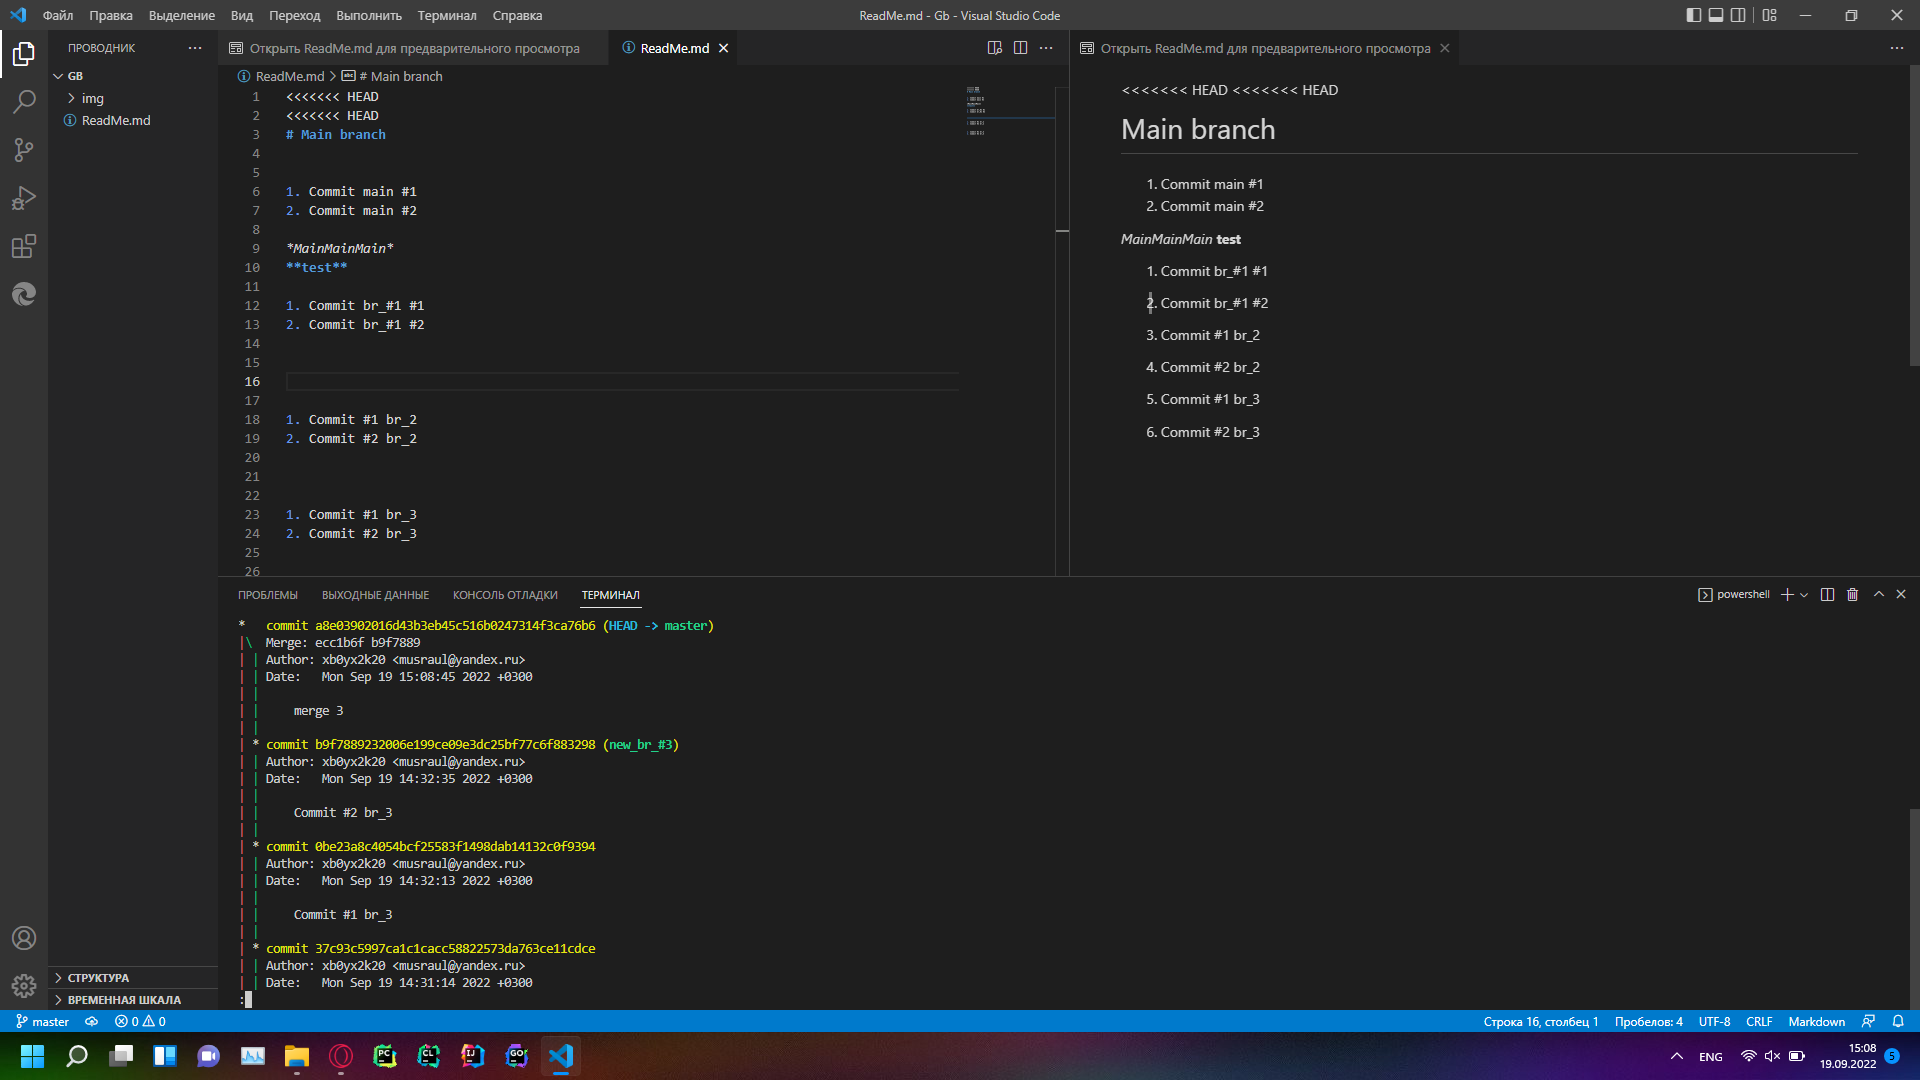 Файл Правка Выделение Вид Переход Выполнить Терминал Справка
ReadMe.md - Gb - Visual Studio Code
ПРОВОДНИК
GB
img
ReadMe.md
СТРУКТУРА
ВРЕМЕННАЯ ШКАЛА
Открыть ReadMe.md для предварительного просмотра
ReadMe.md
ReadMe.md > # Main branch
1 <<<<<<< HEAD
2 <<<<<<< HEAD
3 # Main branch
4
5
6 1. Commit main #1
7 2. Commit main #2
8
9 *MainMainMain*
10 **test**
11
12 1. Commit br_#1 #1
13 2. Commit br_#1 #2
14
15
16
17
18 1. Commit #1 br_2
19 2. Commit #2 br_2
20
21
22
23 1. Commit #1 br_3
24 2. Commit #2 br_3
25
26
Открыть ReadMe.md для предварительного просмотра
<<<<<<< HEAD <<<<<<< HEAD
Main branch
1. Commit main #1
2. Commit main #2
MainMainMain test
1. Commit br_#1 #1
2. Commit br_#1 #2
3. Commit #1 br_2
4. Commit #2 br_2
5. Commit #1 br_3
6. Commit #2 br_3
ПРОБЛЕМЫ ВЫХОДНЫЕ ДАННЫЕ КОНСОЛЬ ОТЛАДКИ ТЕРМИНАЛ
powershell
*   commit a8e03902016d43b3eb45c516b0247314f3ca76b6 (HEAD -> master)
|\  Merge: ecc1b6f b9f7889
| | Author: xb0yx2k20 <musraul@yandex.ru>
| | Date:   Mon Sep 19 15:08:45 2022 +0300
| |
| |     merge 3
| |
| * commit b9f7889232006e199ce09e3dc25bf77c6f883298 (new_br_#3)
| | Author: xb0yx2k20 <musraul@yandex.ru>
| | Date:   Mon Sep 19 14:32:35 2022 +0300
| |
| |     Commit #2 br_3
| |
| * commit 0be23a8c4054bcf25583f1498dab14132c0f9394
| | Author: xb0yx2k20 <musraul@yandex.ru>
| | Date:   Mon Sep 19 14:32:13 2022 +0300
| |
| |     Commit #1 br_3
| |
| * commit 37c93c5997ca1c1cacc58822573da763ce11cdce
| | Author: xb0yx2k20 <musraul@yandex.ru>
| | Date:   Mon Sep 19 14:31:14 2022 +0300
:
master 0 0
Строка 16, столбец 1 Пробелов: 4 UTF-8 CRLF Markdown
PC CL IJ GO
ENG
15:08
19.09.2022
5